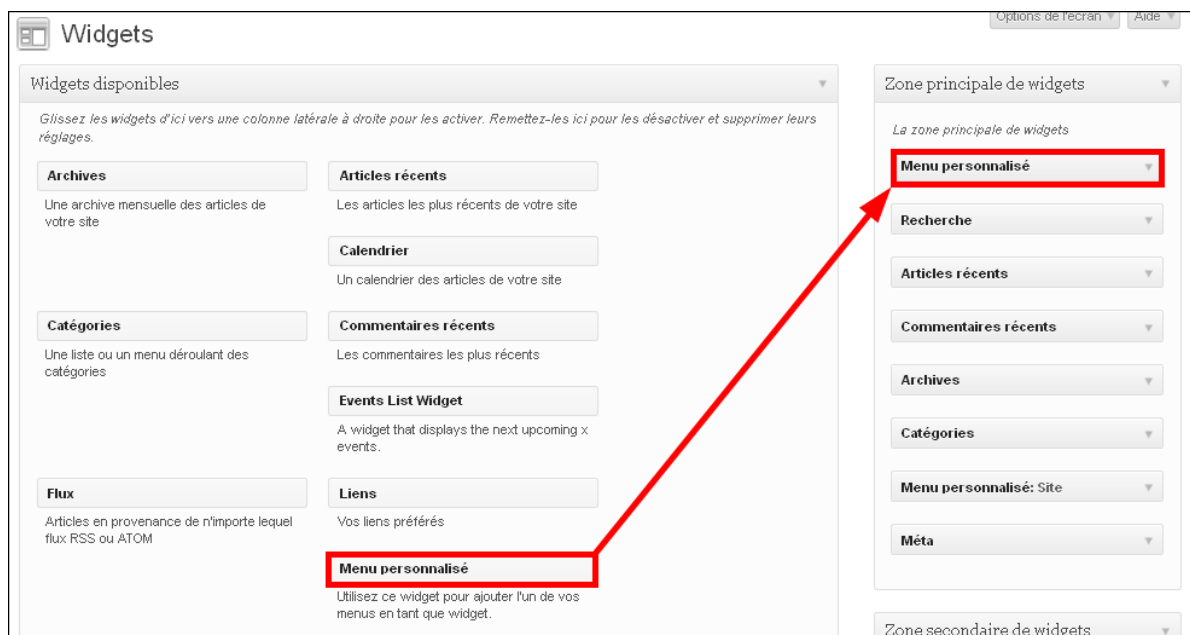 Options de l'écran
Aide
Widgets
Widgets disponibles
Glissez les widgets d'ici vers une colonne latérale à droite pour les activer. Remettez-les ici pour les désactiver et supprimer leurs
réglages.
Archives
Une archive mensuelle des articles de
votre site
Articles récents
Les articles les plus récents de votre site
Calendrier
Un calendrier des articles de votre site
Catégories
Une liste ou un menu déroulant des
catégories
Commentaires récents
Les commentaires les plus récents
Events List Widget
A widget that displays the next upcoming x
events.
Flux
Articles en provenance de n'importe lequel
flux RSS ou ATOM
Liens
Vos liens préférés
Menu personnalisé
Utilisez ce widget pour ajouter l'un de vos
menus en tant que widget.
Zone principale de widgets
La zone principale de widgets
Menu personnalisé
Recherche
Articles récents
Commentaires récents
Archives
Catégories
Menu personnalisé: Site
Méta
Zone secondaire de widgets